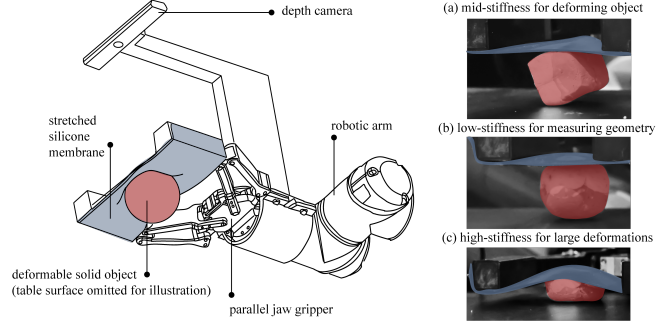 depth camera
stretched
silicone
membrane
robotic arm
deformable solid object
(table surface omitted for illustration)
parallel jaw gripper
(a) mid-stiffness for deforming object
(b) low-stiffness for measuring geometry
(c) high-stiffness for large deformations